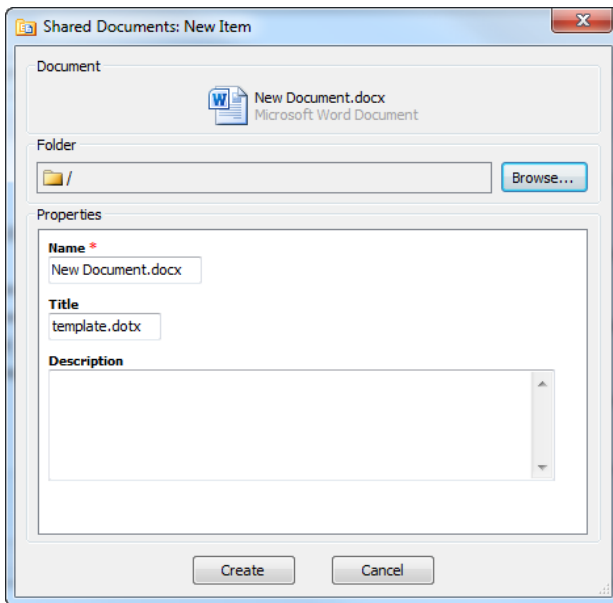 Shared Documents: New Item
Document
New Document.docx
Microsoft Word Document
Folder
/
Browse...
Properties
Name *
New Document.docx
Title
template.dotx
Description
Create
Cancel